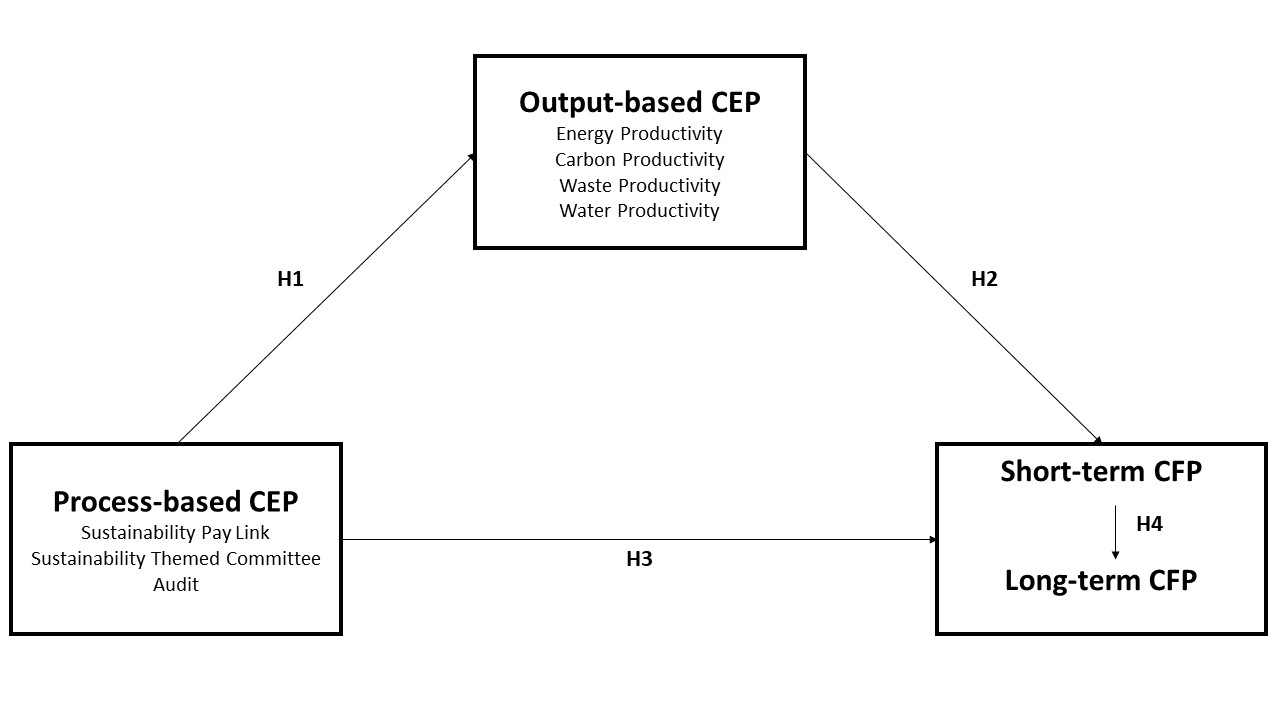 Output-based CEP
Energy Productivity
Carbon Productivity
Waste Productivity
Water Productivity
H1
H2
Process-based CEP
Sustainability Pay Link
Sustainability Themed Committee
Audit
H3
Short-term CFP
H4
Long-term CFP